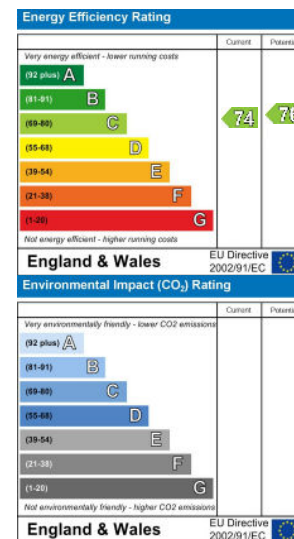 Energy Efficiency Rating
Current Potenti
Very energy efficient - lower running costs
(92 plus) A
(81-91) B
(69-80) C
74 76
(55-68) D
(39-54) E
(21-38) F
(1-20) G
Not energy efficient - higher running costs
England & Wales
EU Directive
2002/91/EC
Environmental Impact (CO₂) Rating
Current Potenti
Very environmentally friendly - lower CO2 emissions
(92 plus) A
(81-91) B
(69-80) C
(55-68) D
(39-54) E
(21-38) F
(1-20) G
Not environmentally friendly - higher CO2 emissions
England & Wales
EU Directive
2002/91/EC